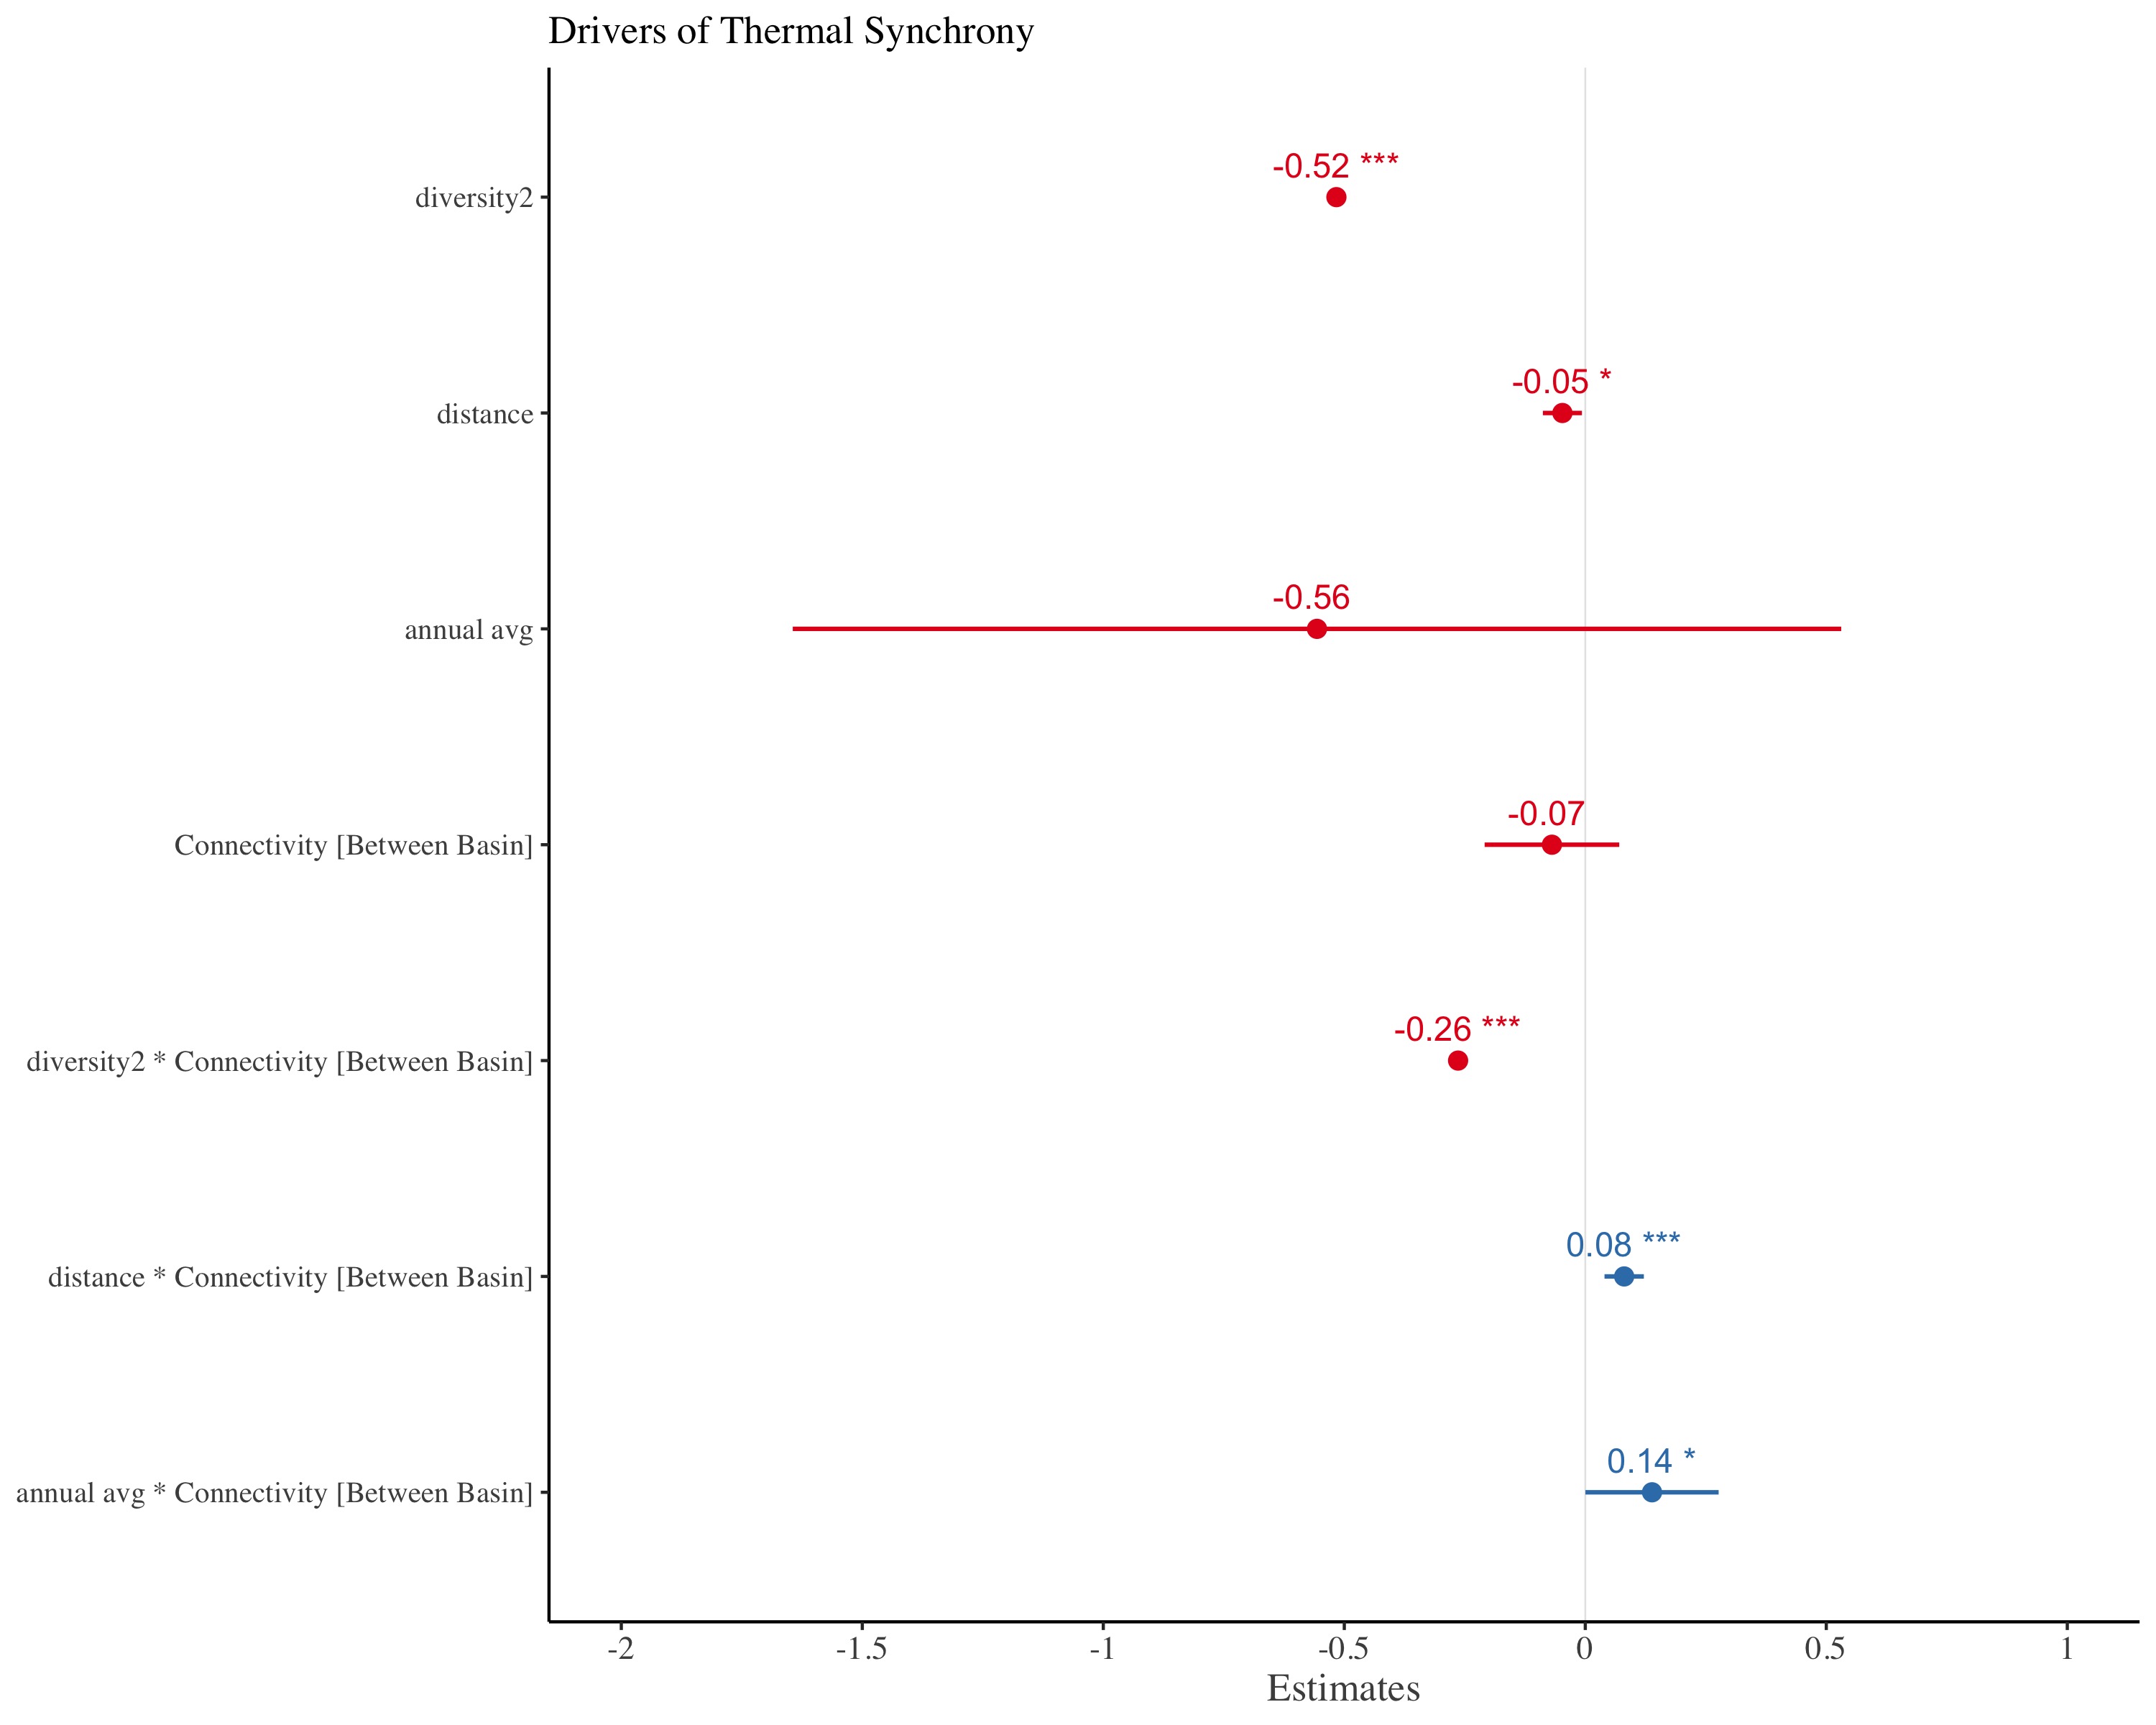 Drivers of Thermal Synchrony
diversity2
-0.52 ***
distance
-0.05 *
annual avg
-0.56
Connectivity [Between Basin]
-0.07
diversity2 * Connectivity [Between Basin]
-0.26 ***
distance * Connectivity [Between Basin]
0.08 ***
annual avg * Connectivity [Between Basin]
0.14 *
-2 -1.5 -1 -0.5 0 0.5 1
Estimates